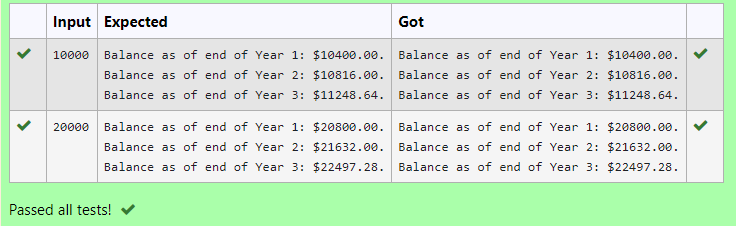 Input Expected Got
10000 Balance as of end of Year 1: $10400.00. Balance as of end of Year 1: $10400.00.
Balance as of end of Year 2: $10816.00. Balance as of end of Year 2: $10816.00.
Balance as of end of Year 3: $11248.64. Balance as of end of Year 3: $11248.64.
20000 Balance as of end of Year 1: $20800.00. Balance as of end of Year 1: $20800.00.
Balance as of end of Year 2: $21632.00. Balance as of end of Year 2: $21632.00.
Balance as of end of Year 3: $22497.28. Balance as of end of Year 3: $22497.28.
Passed all tests!